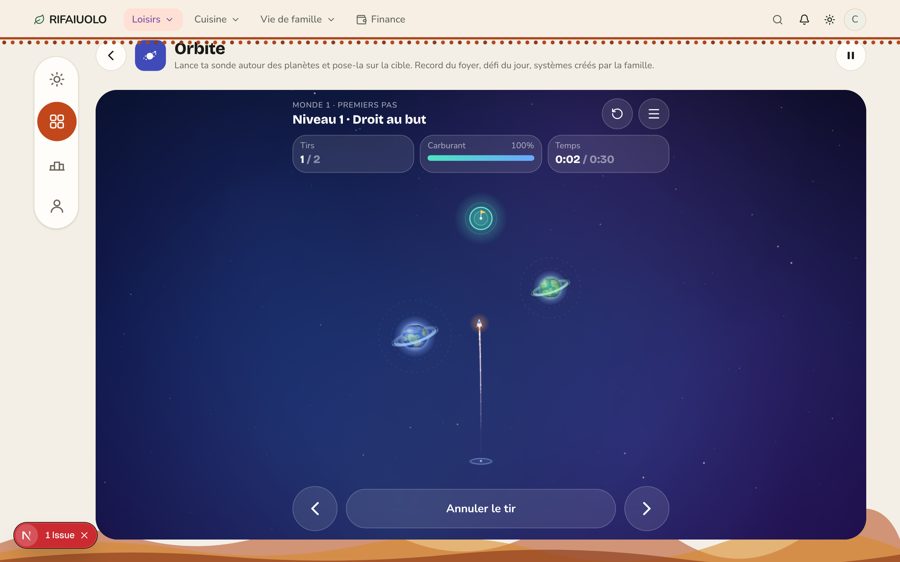 RIFAIUOLO
Loisirs
Cuisine
Vie de famille
Finance
C
Orbite
Lance ta sonde autour des planètes et pose-la sur la cible. Record du foyer, défi du jour, systèmes créés par la famille.
MONDE 1 · PREMIERS PAS
Niveau 1 · Droit au but
Tirs
1 / 2
Carburant 100%
Temps
0:02 / 0:30
Annuler le tir
N 1 Issue